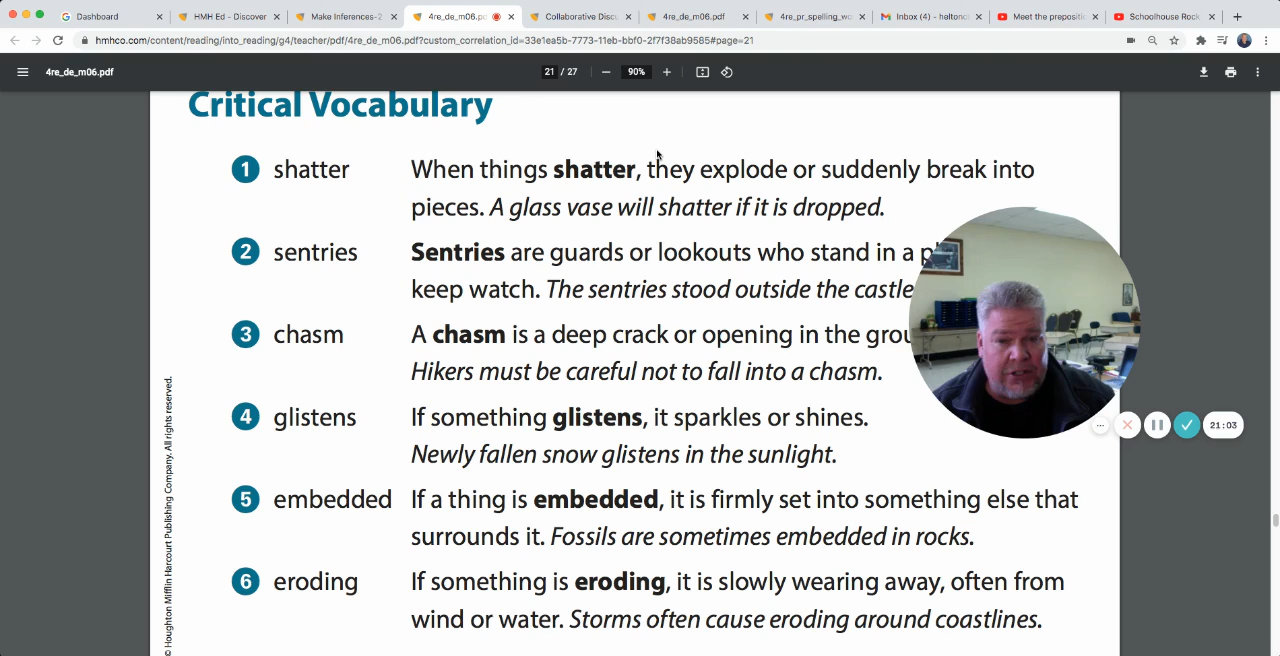 Dashboard
HMH Ed - Discover
Make Inferences-2
4re_de_m06.pd
Collaborative Discu
4re_de_m06.pdf
4re_pr_spelling_wo
Inbox (4) - heltonc
Meet the prepositi
Schoolhouse Rock
hmhco.com/content/reading/into_reading/g4/teacher/pdf/4re_de_m06.pdf?custom_correlation_id=33e1ea5b-7773-11eb-bbf0-2f7f38ab9585#page=21
4re_de_m06.pdf
21 / 27
90%
Critical Vocabulary
1 shatter When things shatter, they explode or suddenly break into
pieces. A glass vase will shatter if it is dropped.
2 sentries Sentries are guards or lookouts who stand in a pl
keep watch. The sentries stood outside the castle
3 chasm A chasm is a deep crack or opening in the grou
Hikers must be careful not to fall into a chasm.
4 glistens If something glistens, it sparkles or shines.
Newly fallen snow glistens in the sunlight.
5 embedded If a thing is embedded, it is firmly set into something else that
surrounds it. Fossils are sometimes embedded in rocks.
6 eroding If something is eroding, it is slowly wearing away, often from
wind or water. Storms often cause eroding around coastlines.
© Houghton Mifflin Harcourt Publishing Company. All rights reserved.
21:03